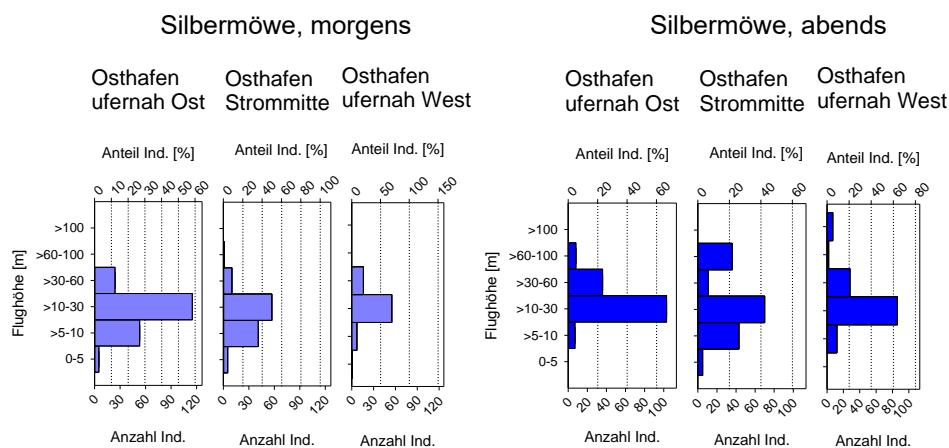 Silbermöwe, morgens
Silbermöwe, abends
Osthafen
ufernah Ost
Osthafen
Strommitte
Osthafen
ufernah West
Osthafen
ufernah Ost
Osthafen
Strommitte
Osthafen
ufernah West
Anteil Ind. [%]
Anteil Ind. [%]
Anteil Ind. [%]
Anteil Ind. [%]
Anteil Ind. [%]
Anteil Ind. [%]
0 10 20 30 40 50 60
0 20 40 60 80 100
0 50 100 150
0 20 40 60
0 20 40 60
0 20 40 60 80
Flughöhe [m]
>100
>60-100
>30-60
>10-30
>5-10
0-5
Flughöhe [m]
>100
>60-100
>30-60
>10-30
>5-10
0-5
0 30 60 90 120
0 30 60 90 120
0 30 60 90 120
0 20 40 60 80 100
0 20 40 60 80 100
0 20 40 60 80 100
Anzahl Ind.
Anzahl Ind.
Anzahl Ind.
Anzahl Ind.
Anzahl Ind.
Anzahl Ind.